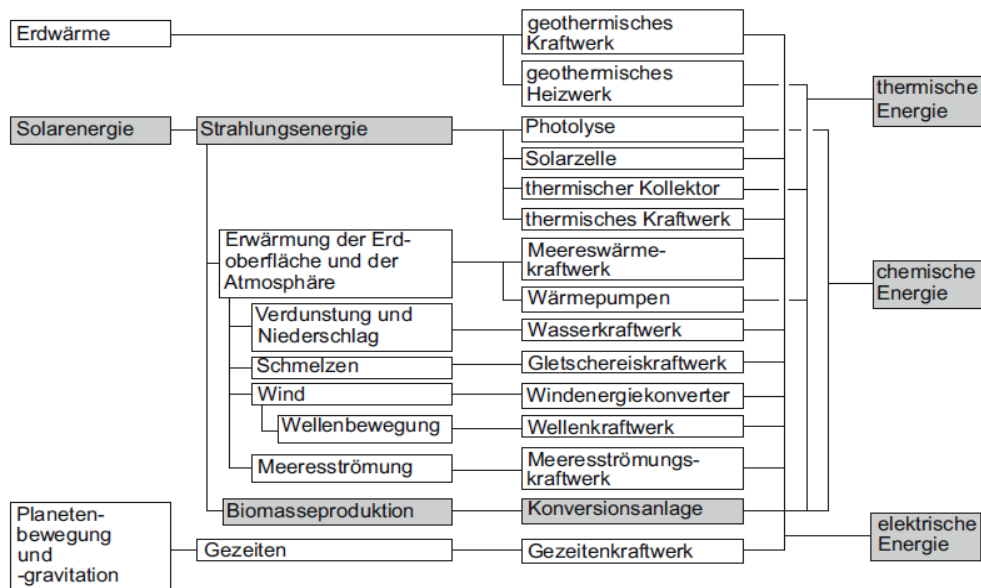 Erdwärme
geothermisches
Kraftwerk
geothermisches
Heizwerk
thermische
Energie
Solarenergie
Strahlungsenergie
Photolyse
Solarzelle
thermischer Kollektor
thermisches Kraftwerk
Erwärmung der Erd-
oberfläche und der
Atmosphäre
Meereswärme-
kraftwerk
Wärmepumpen
chemische
Energie
Verdunstung und
Niederschlag
Wasserkraftwerk
Schmelzen
Gletschereiskraftwerk
Wind
Windenergiekonverter
Wellenbewegung
Wellenkraftwerk
Meeresströmung
Meeresströmungs-
kraftwerk
Biomasseproduktion
Konversionsanlage
Planeten-
bewegung
und
-gravitation
Gezeiten
Gezeitenkraftwerk
elektrische
Energie